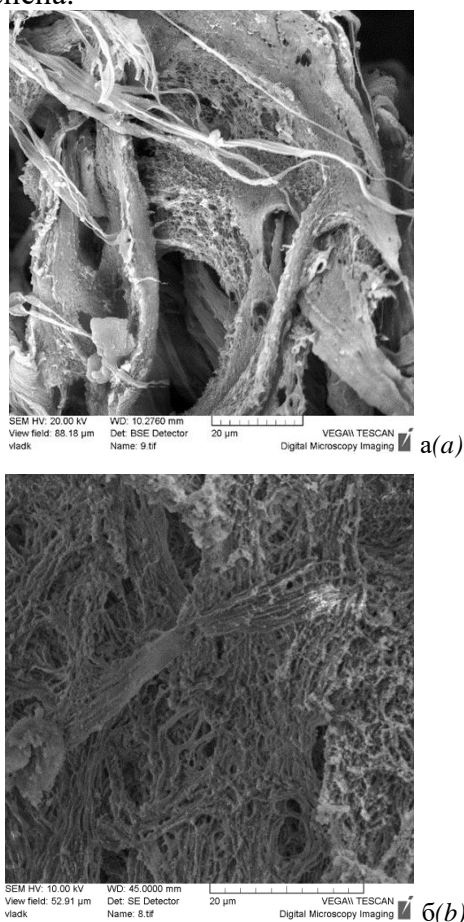 SEM HV: 20.00 kV WD: 10.2760 mm
View field: 88.18 µm Det: BSE Detector 20 µm VEGA\\ TESCAN
vladk Name: 9.tif Digital Microscopy Imaging
а(a)
SEM HV: 10.00 kV WD: 45.0000 mm
View field: 52.91 µm Det: SE Detector 20 µm VEGA\\ TESCAN
vladk Name: 8.tif Digital Microscopy Imaging
б(b)